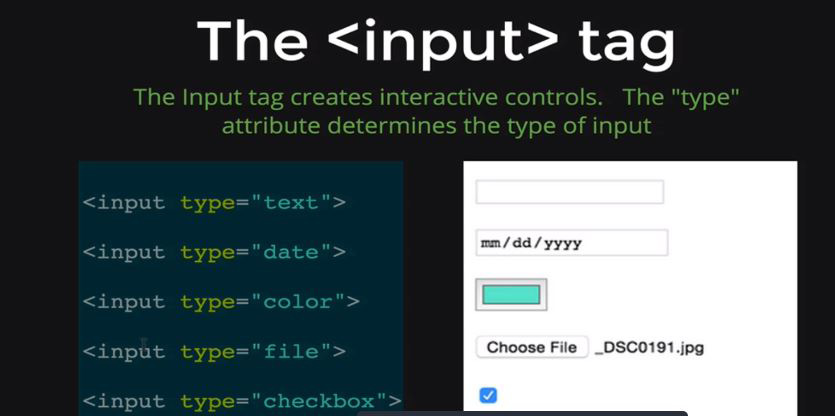 The <input> tag
The Input tag creates interactive controls. The "type"
attribute determines the type of input
<input type="text">
<input type="date">
<input type="color">
<input type="file">
<input type="checkbox">
mm/dd/yyyy
Choose File _DSC0191.jpg